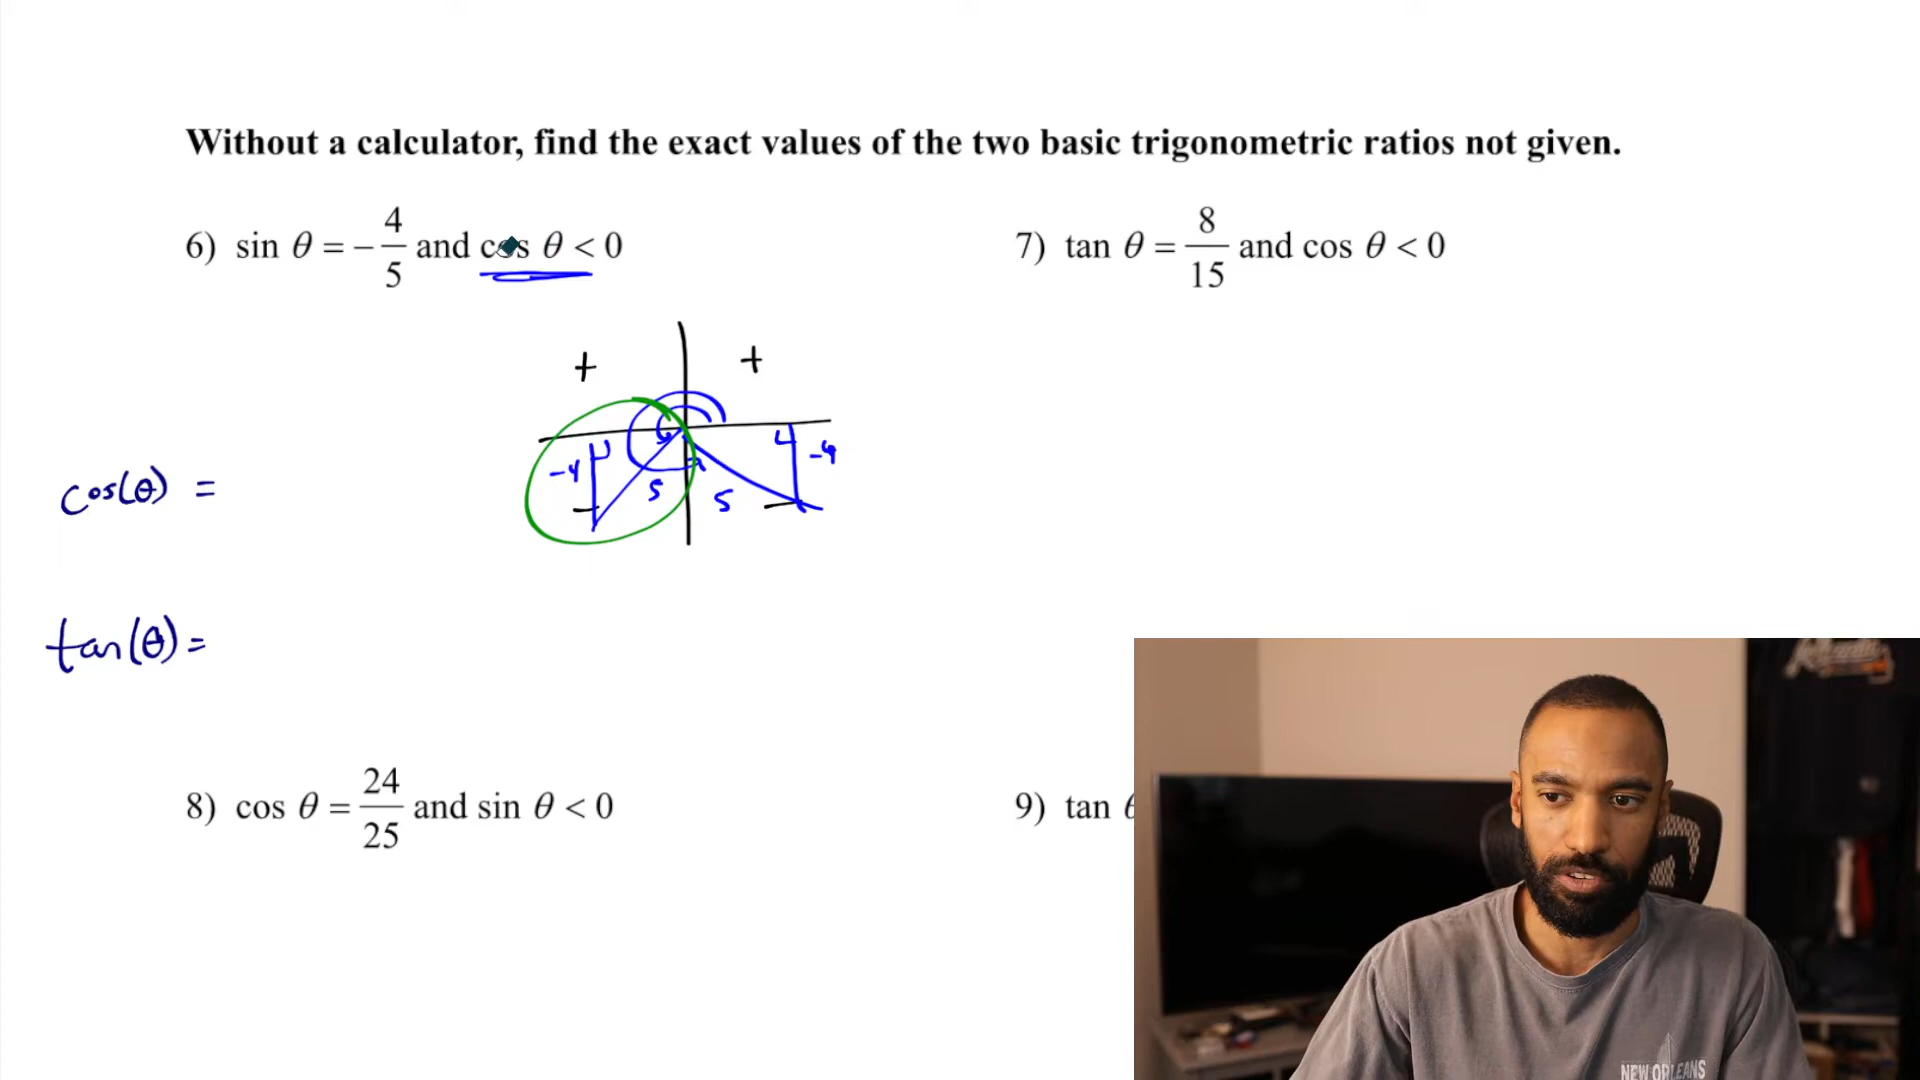 Without a calculator, find the exact values of the two basic trigonometric ratios not given.
6) sin θ = -4/5 and cos θ < 0
7) tan θ = 8/15 and cos θ < 0
+ +
-4 5 5 -4
cos(θ) =
tan(θ) =
8) cos θ = 24/25 and sin θ < 0
9) tan
NEW ORLEANS